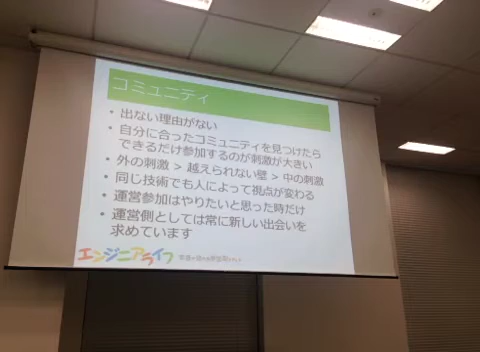 コミュニティ
• 出ない理由がない
• 自分に合ったコミュニティを見つけたら
できるだけ参加するのが刺激が大きい
• 外の刺激 > 越えられない壁 > 中の刺激
• 同じ技術でも人によって視点が変わる
• 運営参加はやりたいと思った時だけ
• 運営側としては常に新しい出会いを
求めています
エンジニアライフ